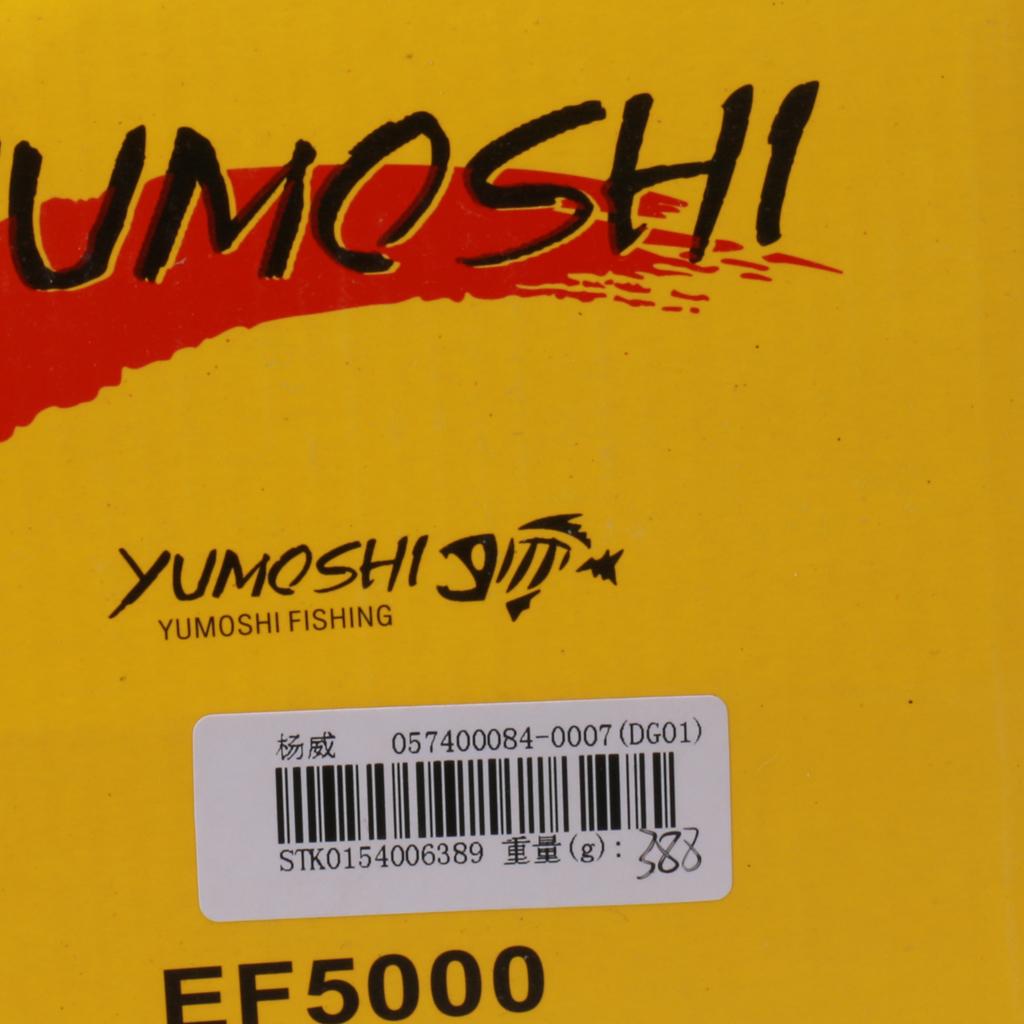 YUMOSHI
YUMOSHI
YUMOSHI FISHING
杨威 057400084-0007(DG01)
STK0154006389 重量(g): 388
EF5000